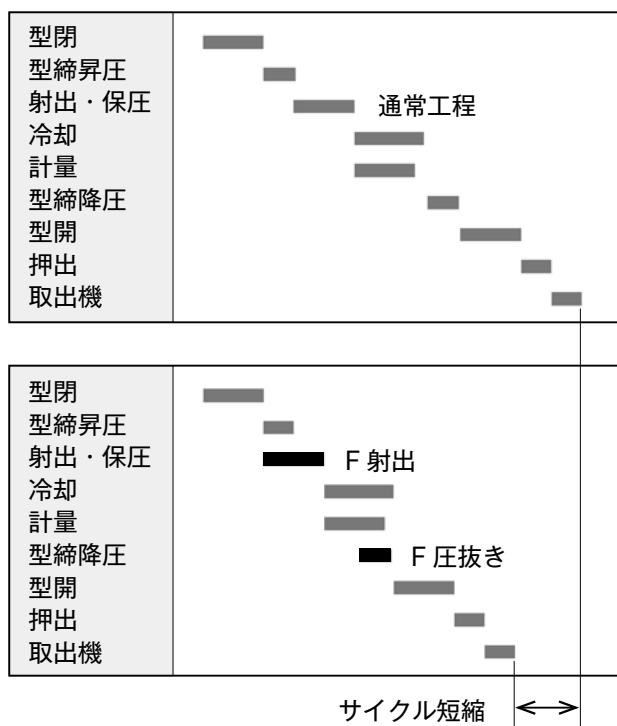 型閉
型締昇圧
射出・保圧 通常工程
冷却
計量
型締降圧
型開
押出
取出機
型閉
型締昇圧
射出・保圧 F射出
冷却
計量
型締降圧 F圧抜き
型開
押出
取出機
サイクル短縮